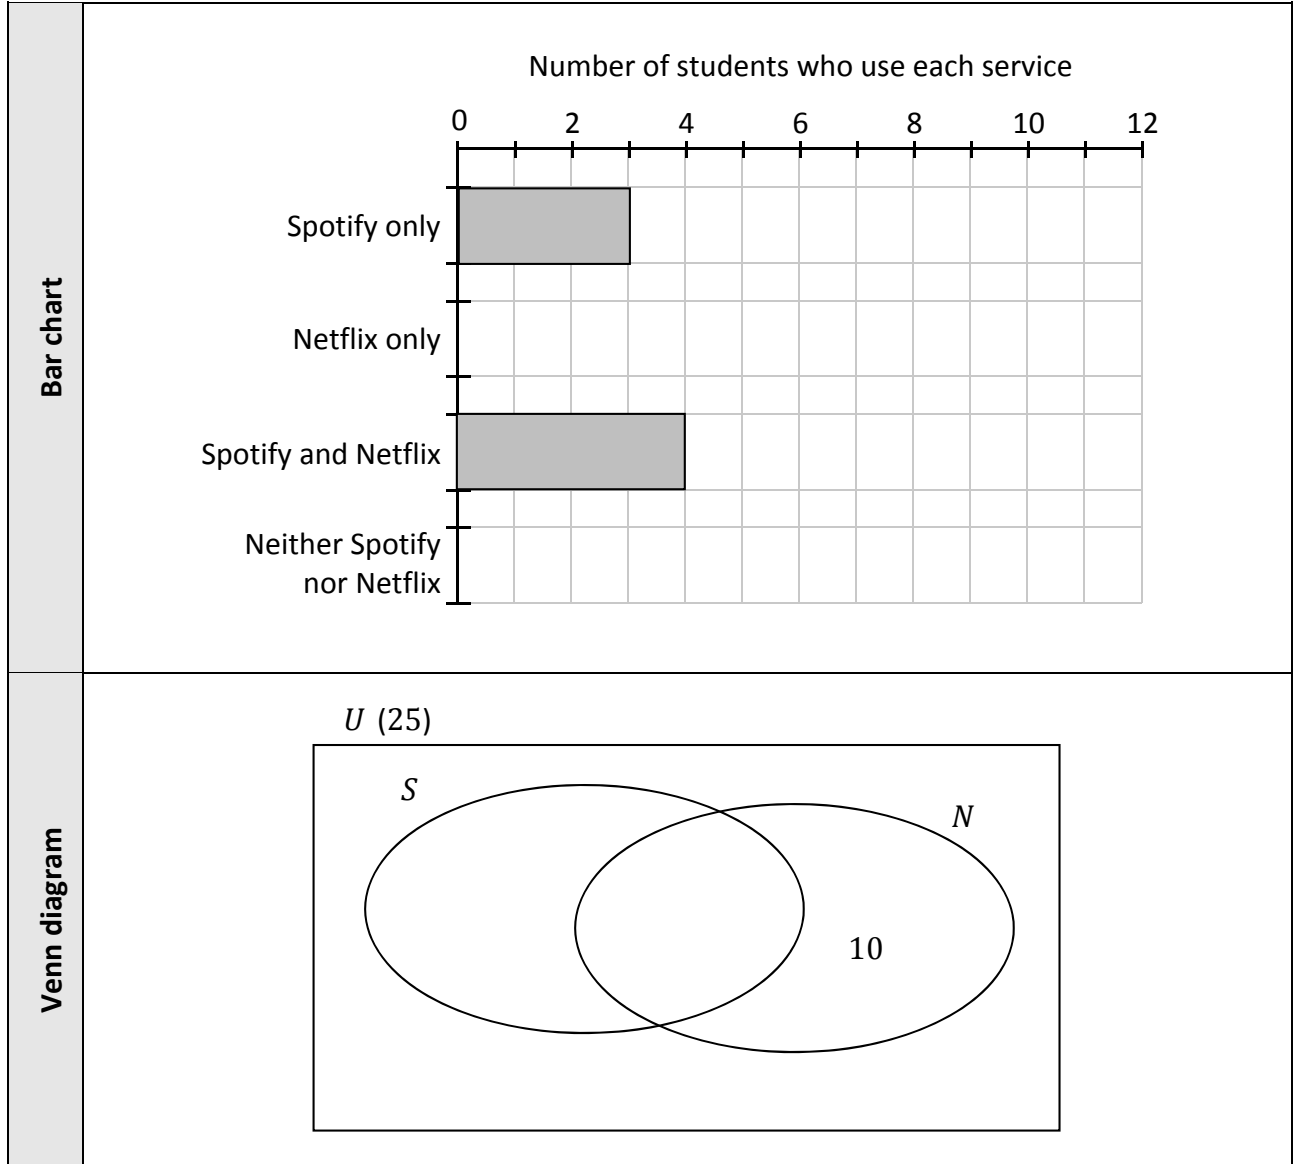 Bar chart
Number of students who use each service
0 2 4 6 8 10 12
Spotify only
Netflix only
Spotify and Netflix
Neither Spotify
nor Netflix
Venn diagram
U (25)
S
N
10